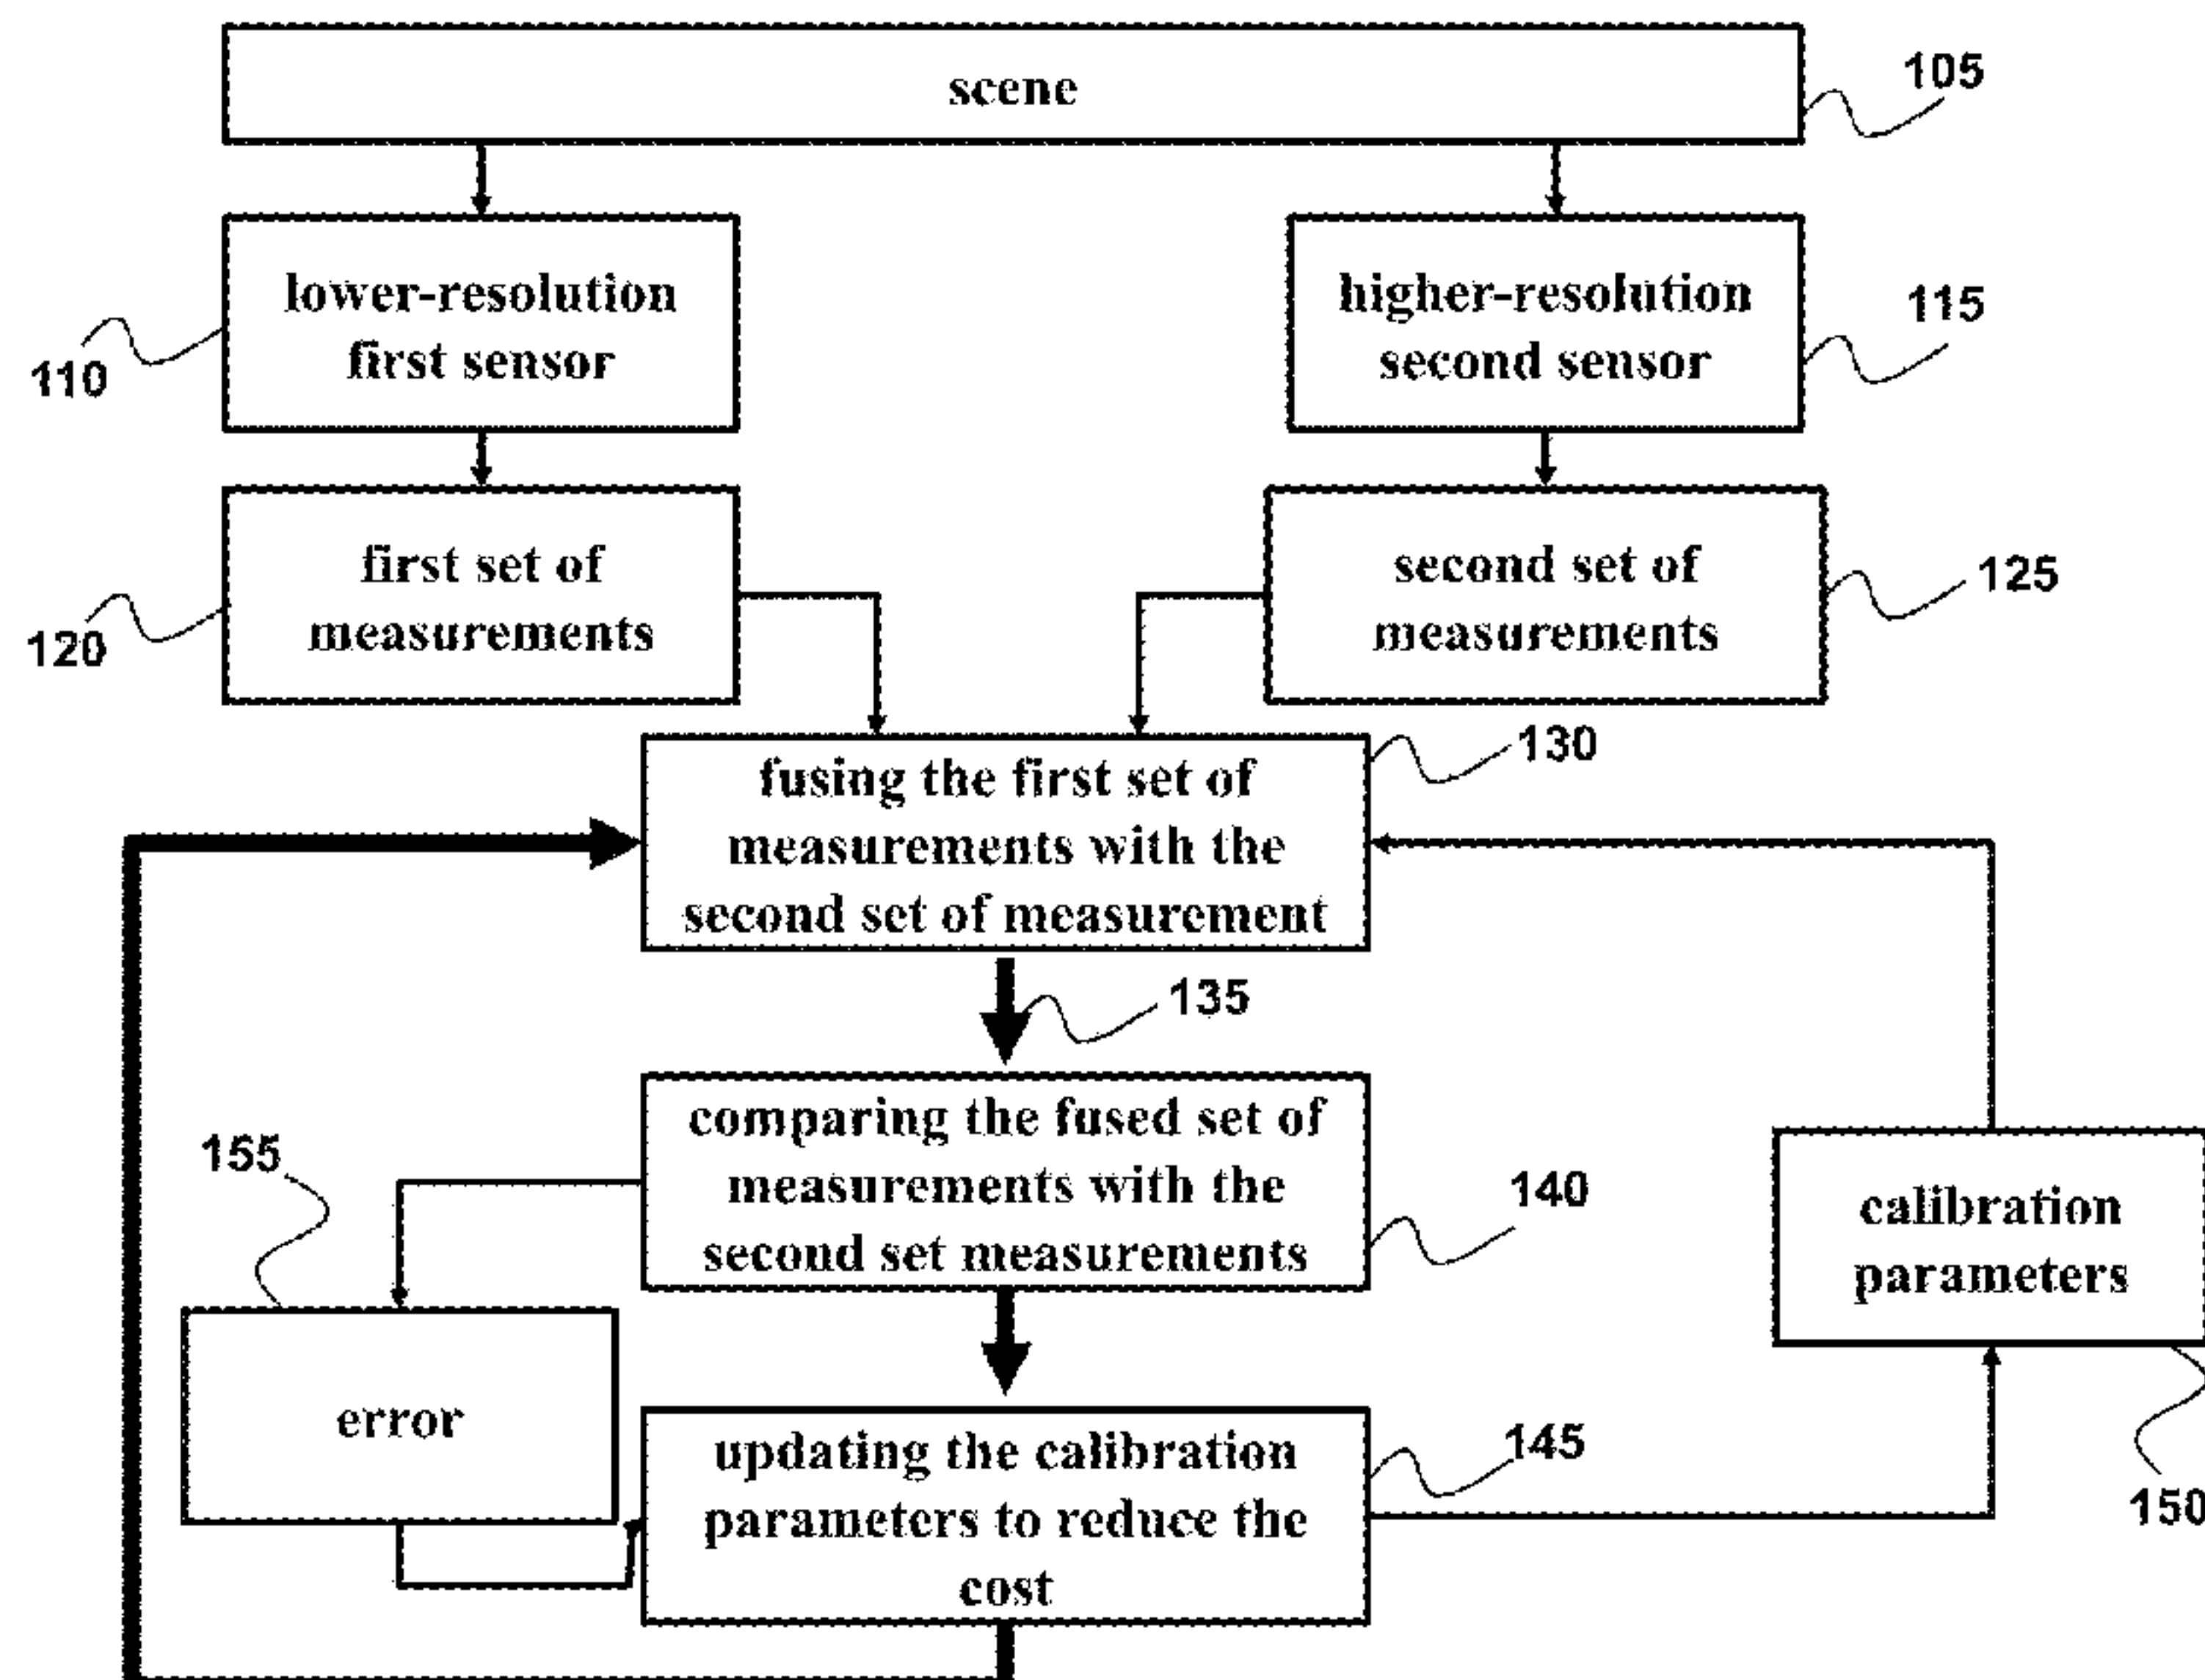 scene
105
lower-resolution
first sensor
110
higher-resolution
second sensor
115
first set of
measurements
120
second set of
measurements
125
fusing the first set of
measurements with the
second set of measurement
130
135
comparing the fused set of
measurements with the
second set measurements
140
155
error
calibration
parameters
150
updating the calibration
parameters to reduce the
cost
145